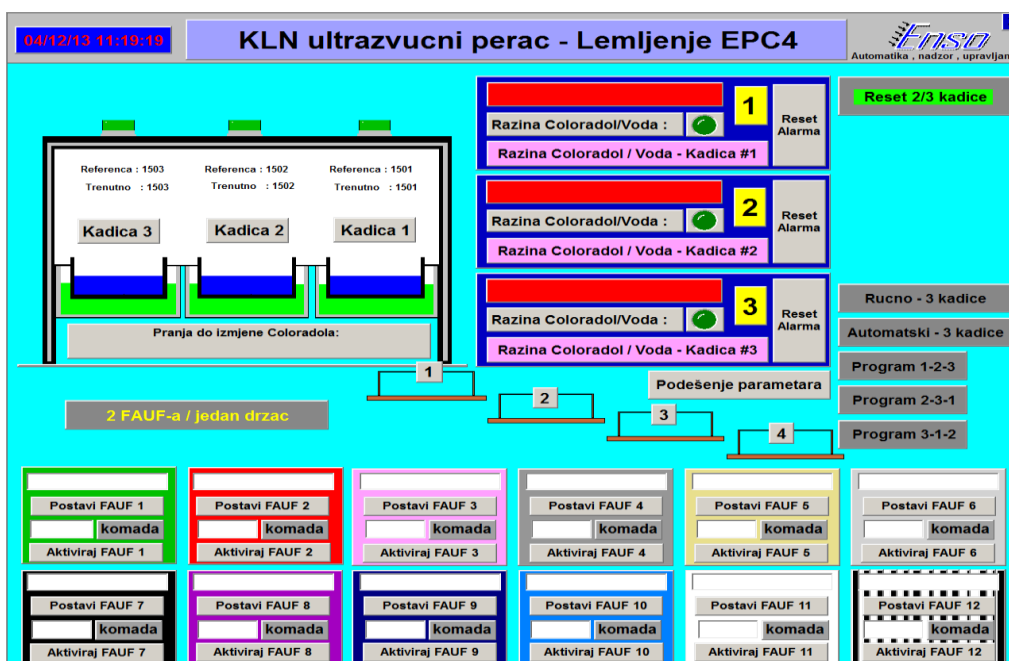 04/12/13 11:19:19
KLN ultrazvucni perac - Lemljenje EPC4
Enso
Automatika , nadzor , upravljan
Reset 2/3 kadice
1
Razina Coloradol/Voda :
Reset
Alarma
Razina Coloradol / Voda - Kadica #1
2
Razina Coloradol/Voda :
Reset
Alarma
Razina Coloradol / Voda - Kadica #2
3
Razina Coloradol/Voda :
Reset
Alarma
Razina Coloradol / Voda - Kadica #3
Referenca : 1503
Trenutno : 1503
Kadica 3
Referenca : 1502
Trenutno : 1502
Kadica 2
Referenca : 1501
Trenutno : 1501
Kadica 1
Pranja do izmjene Coloradola:
Rucno - 3 kadice
Automatski - 3 kadice
Program 1-2-3
Program 2-3-1
Program 3-1-2
Podešenje parametara
1
2
3
4
2 FAUF-a / jedan drzac
Postavi FAUF 1
komada
Aktiviraj FAUF 1
Postavi FAUF 2
komada
Aktiviraj FAUF 2
Postavi FAUF 3
komada
Aktiviraj FAUF 3
Postavi FAUF 4
komada
Aktiviraj FAUF 4
Postavi FAUF 5
komada
Aktiviraj FAUF 5
Postavi FAUF 6
komada
Aktiviraj FAUF 6
Postavi FAUF 7
komada
Aktiviraj FAUF 7
Postavi FAUF 8
komada
Aktiviraj FAUF 8
Postavi FAUF 9
komada
Aktiviraj FAUF 9
Postavi FAUF 10
komada
Aktiviraj FAUF 10
Postavi FAUF 11
komada
Aktiviraj FAUF 11
Postavi FAUF 12
komada
Aktiviraj FAUF 12